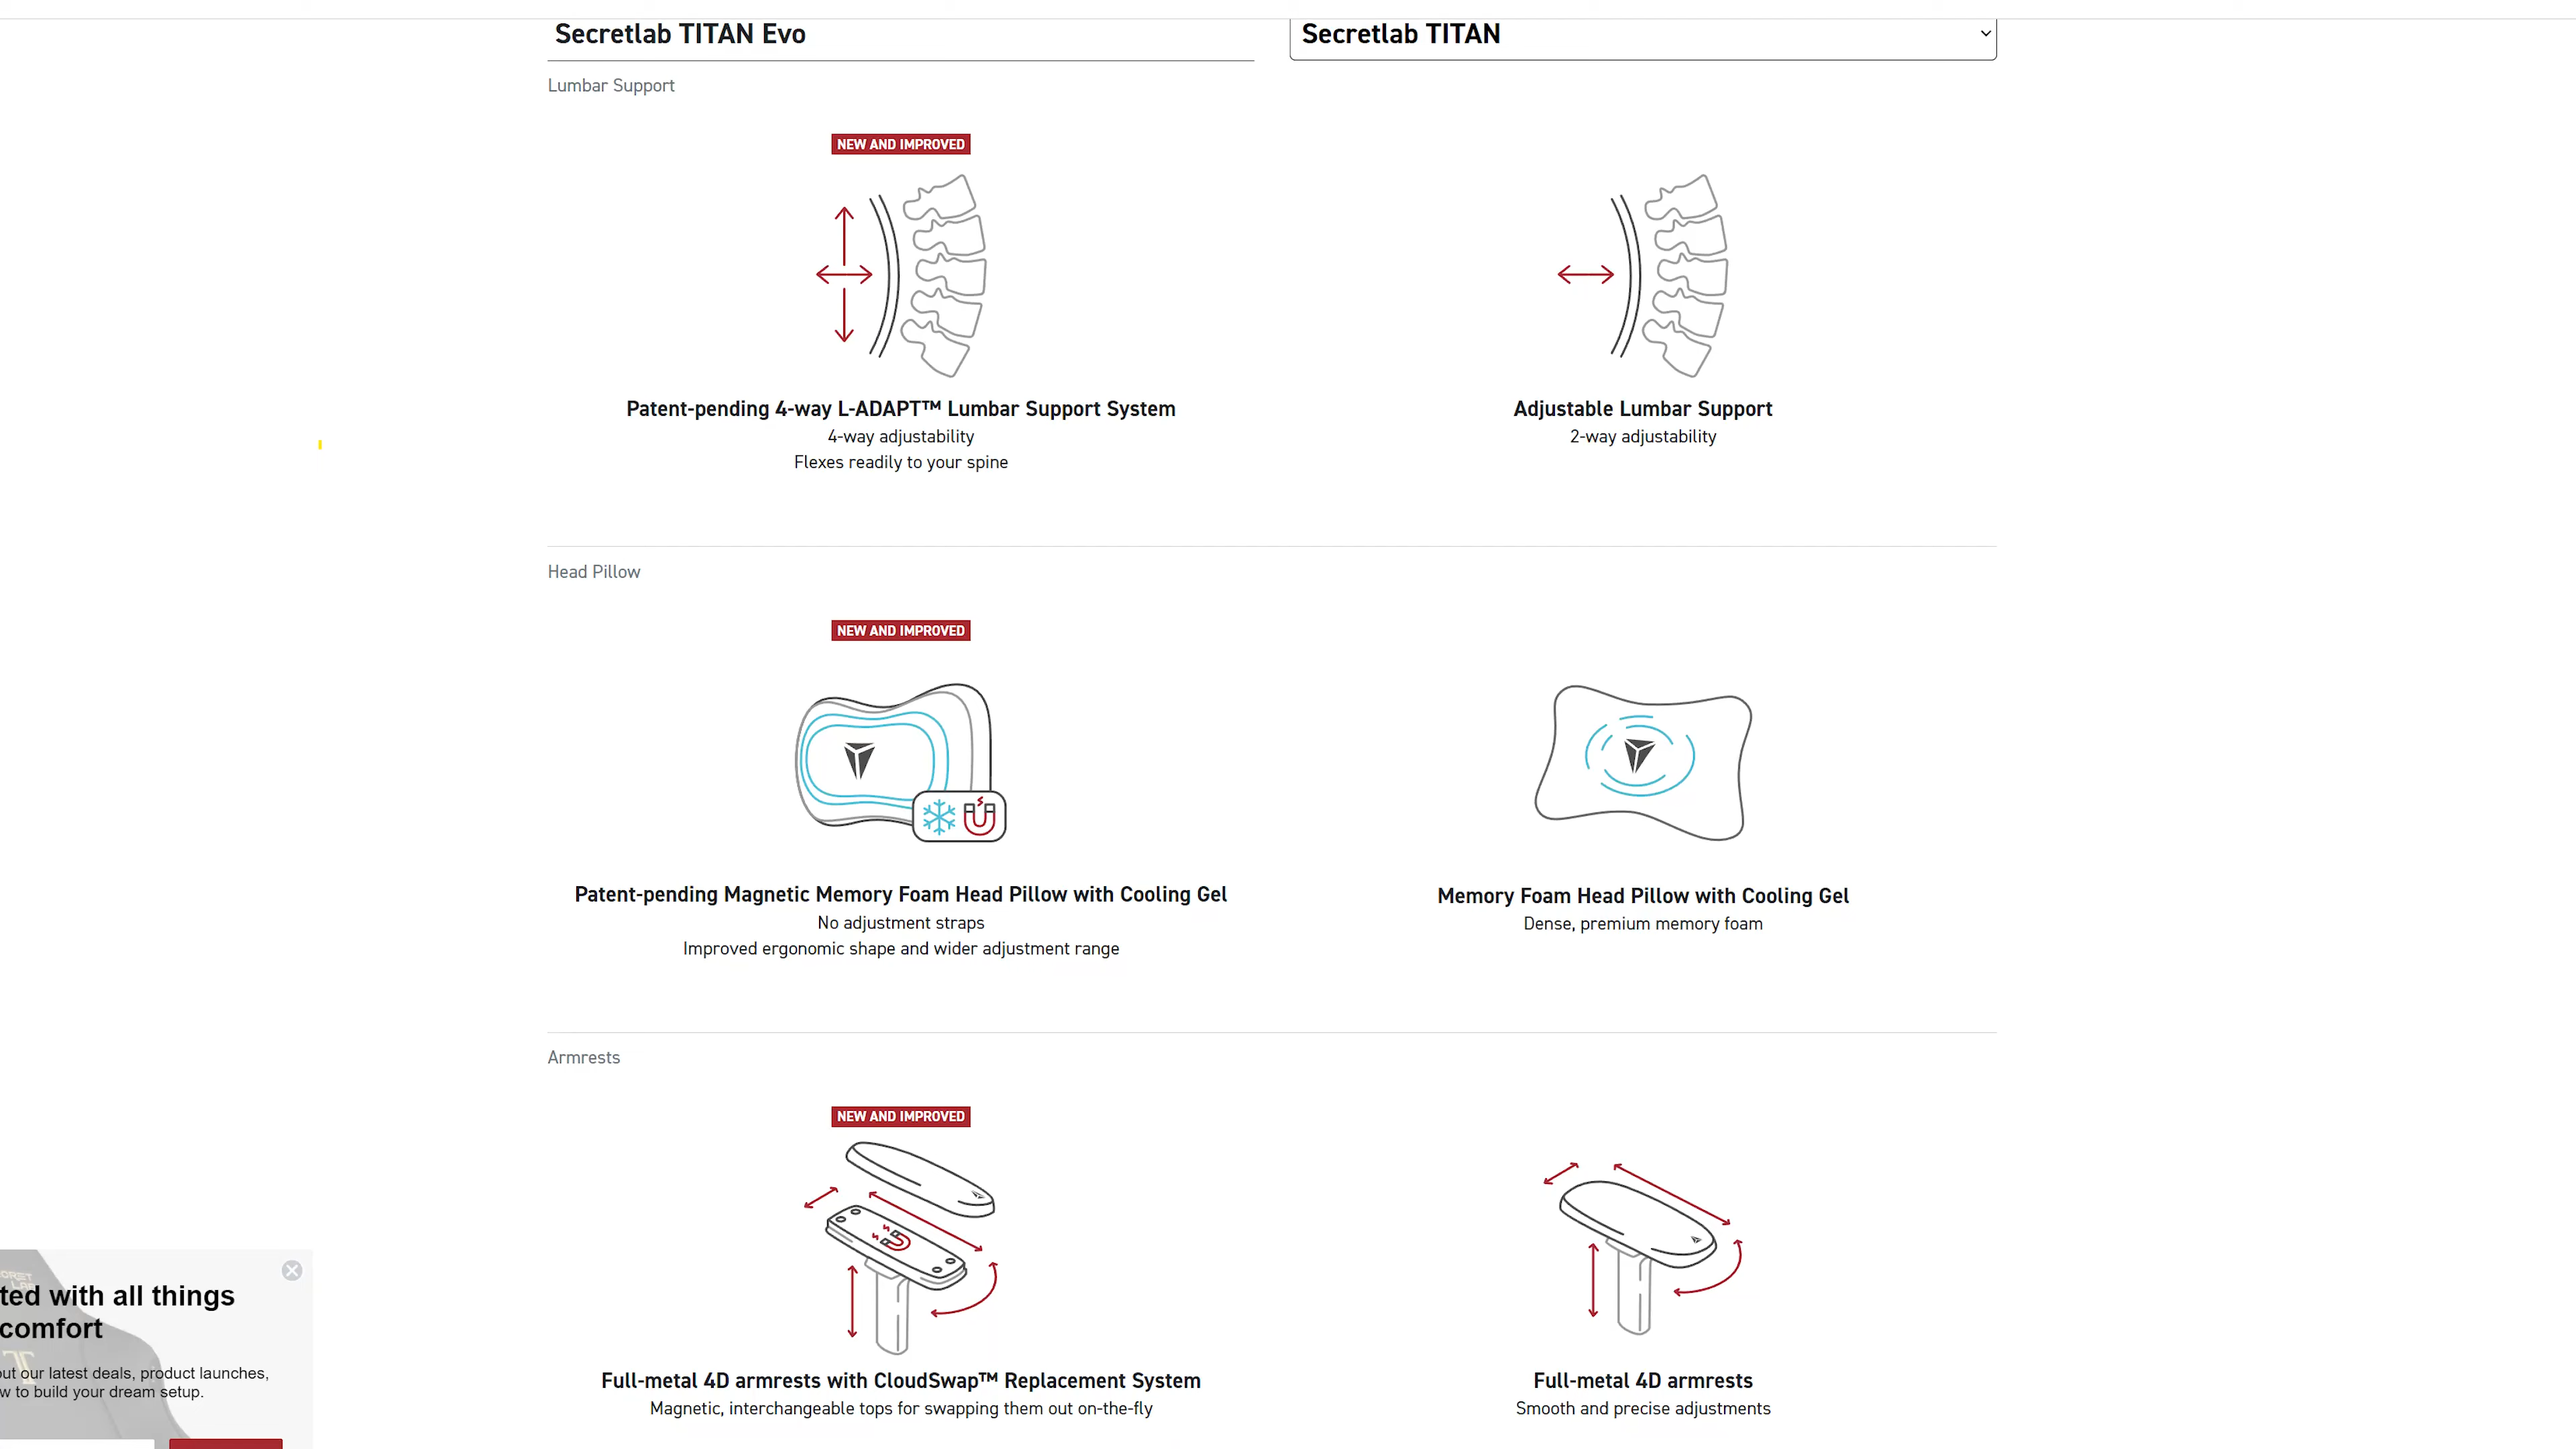 Secretlab TITAN Evo
Secretlab TITAN
Lumbar Support
NEW AND IMPROVED
Patent-pending 4-way L-ADAPT™ Lumbar Support System
4-way adjustability
Flexes readily to your spine
Adjustable Lumbar Support
2-way adjustability
Head Pillow
NEW AND IMPROVED
Patent-pending Magnetic Memory Foam Head Pillow with Cooling Gel
No adjustment straps
Improved ergonomic shape and wider adjustment range
Memory Foam Head Pillow with Cooling Gel
Dense, premium memory foam
Armrests
NEW AND IMPROVED
Full-metal 4D armrests with CloudSwap™ Replacement System
Magnetic, interchangeable tops for swapping them out on-the-fly
Full-metal 4D armrests
Smooth and precise adjustments
ted with all things
comfort
out our latest deals, product launches,
w to build your dream setup.